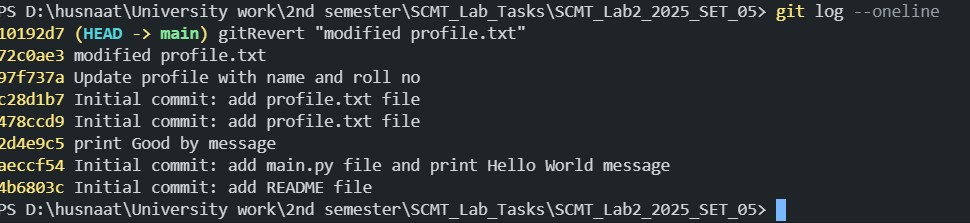 PS D:\husnaat\University work\2nd semester\SCMT_Lab_Tasks\SCMT_Lab2_2025_SET_05> git log --oneline
10192d7 (HEAD -> main) gitRevert "modified profile.txt"
72c0ae3 modified profile.txt
97f737a Update profile with name and roll no
c28d1b7 Initial commit: add profile.txt file
478ccd9 Initial commit: add profile.txt file
2d4e9c5 print Good by message
aeccf54 Initial commit: add main.py file and print Hello World message
4b6803c Initial commit: add README file
PS D:\husnaat\University work\2nd semester\SCMT_Lab_Tasks\SCMT_Lab2_2025_SET_05>